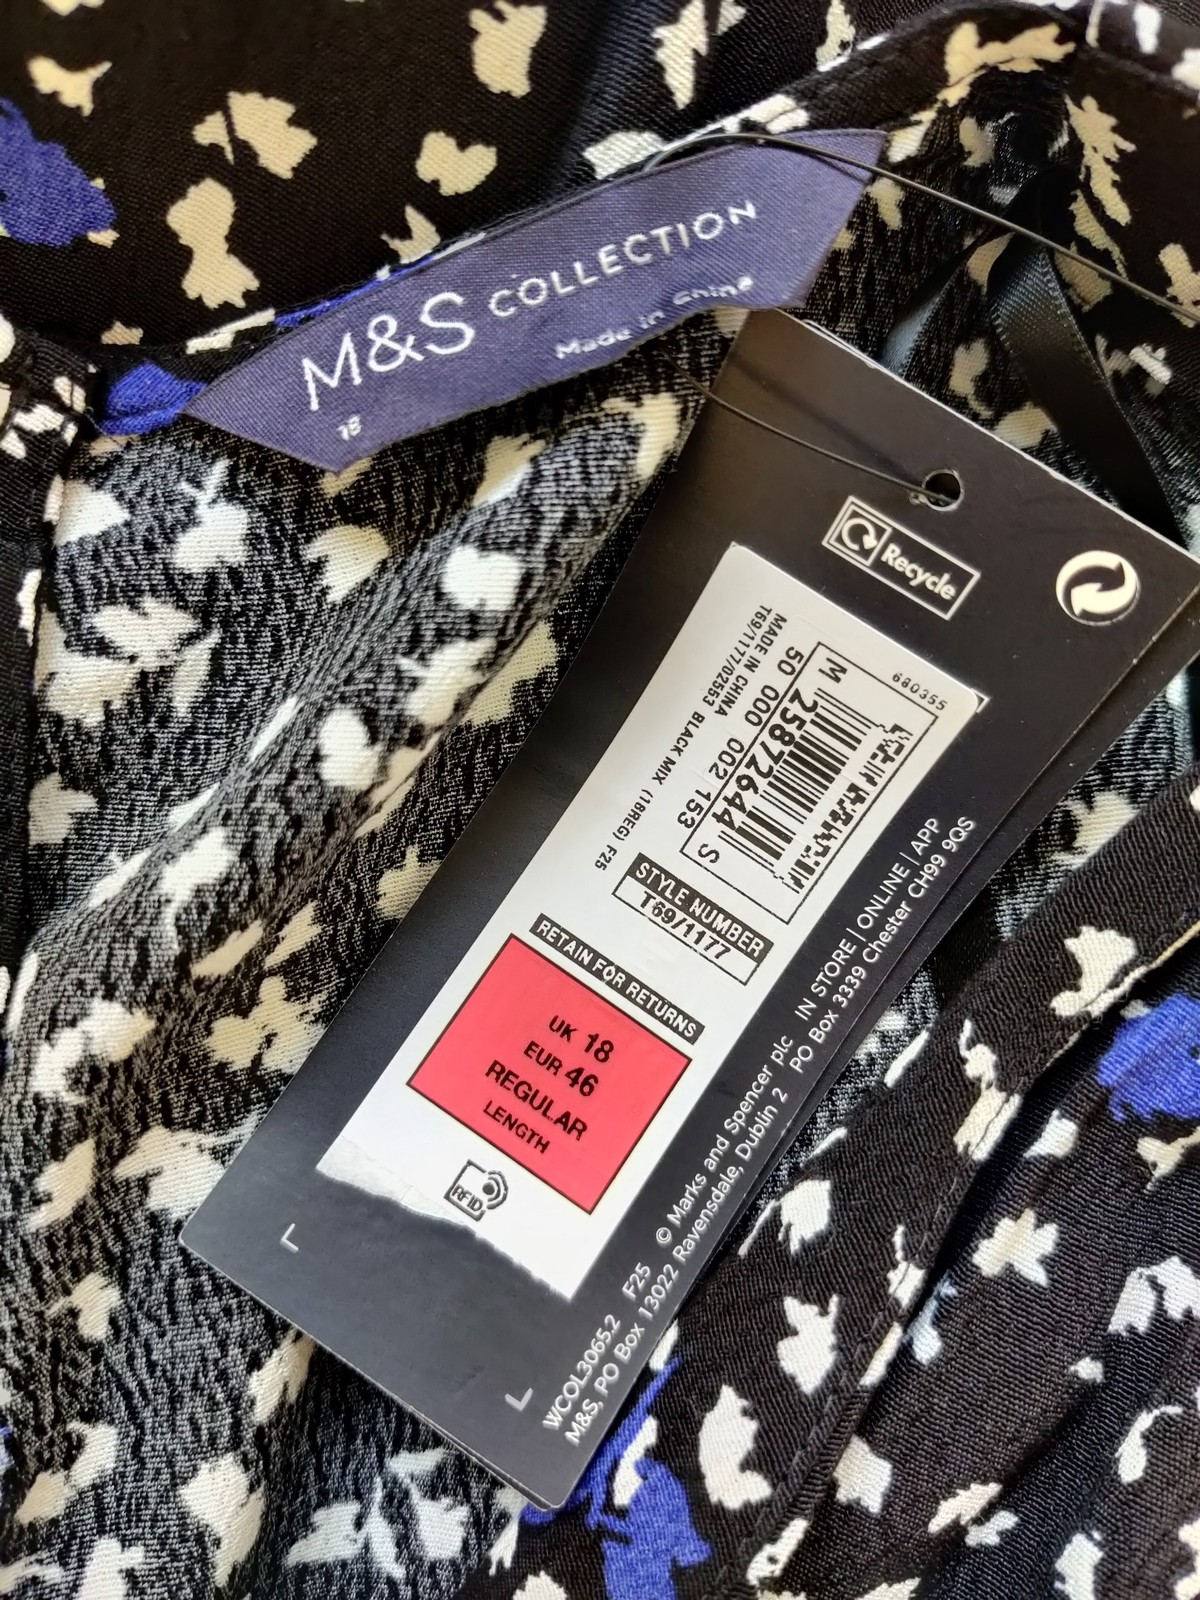 M&S COLLECTION
Made in China
18
Recycle
680355
M 25872644 S
50 000 002 153
MADE IN CHINA
T69/1177/02553 BLACK MIX (18REG) F25
STYLE NUMBER
T69/1177
RETAIN FOR RETURNS
UK 18
EUR 46
REGULAR
LENGTH
RFID
WCOL3065.2 F25 © Marks and Spencer plc IN STORE | ONLINE | APP
M&S, PO Box 13022 Ravensdale, Dublin 2 PO Box 3339 Chester CH99 9QS